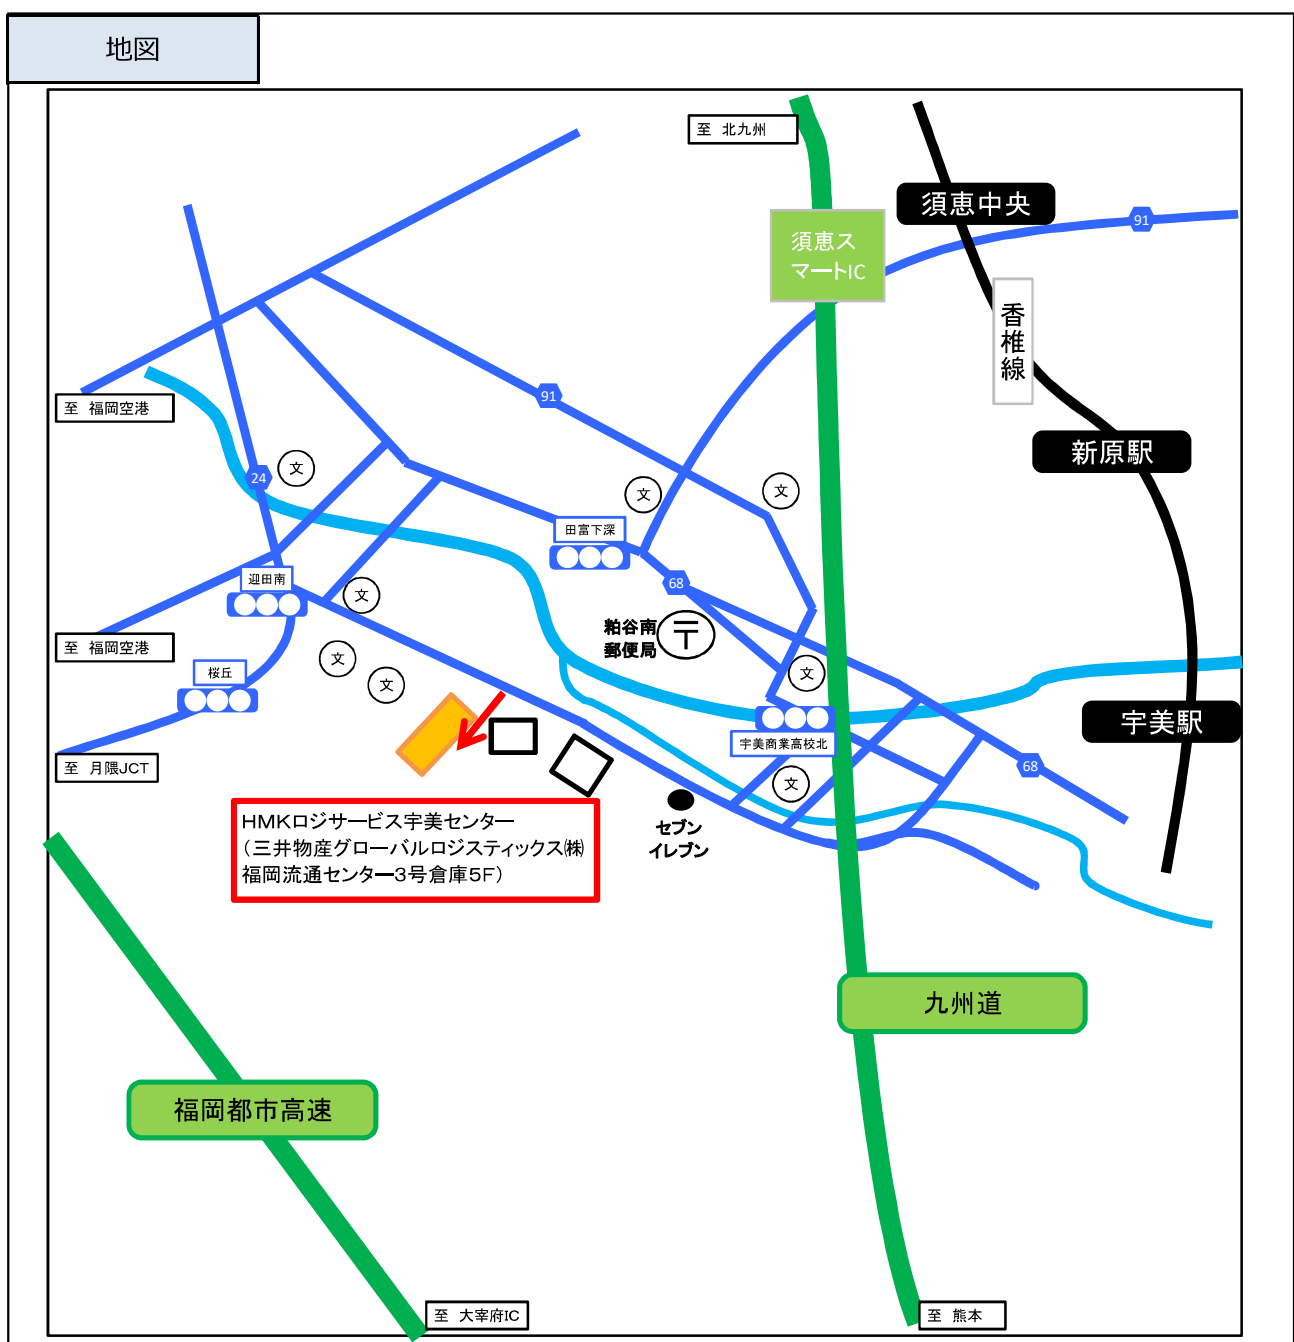 地図
至 北九州
須恵中央
91
須恵ス
マートIC
香椎線
至 福岡空港
91
新原駅
文
24
文
文
田富下深
迎田南
68
文
粕谷南
郵便局
〒
至 福岡空港
文
桜丘
文
文
宇美駅
宇美商業高校北
至 月隈JCT
68
文
セブン
イレブン
HMKロジサービス宇美センター
(三井物産グローバルロジスティックス㈱
福岡流通センター3号倉庫5F)
九州道
福岡都市高速
至 大宰府IC
至 熊本